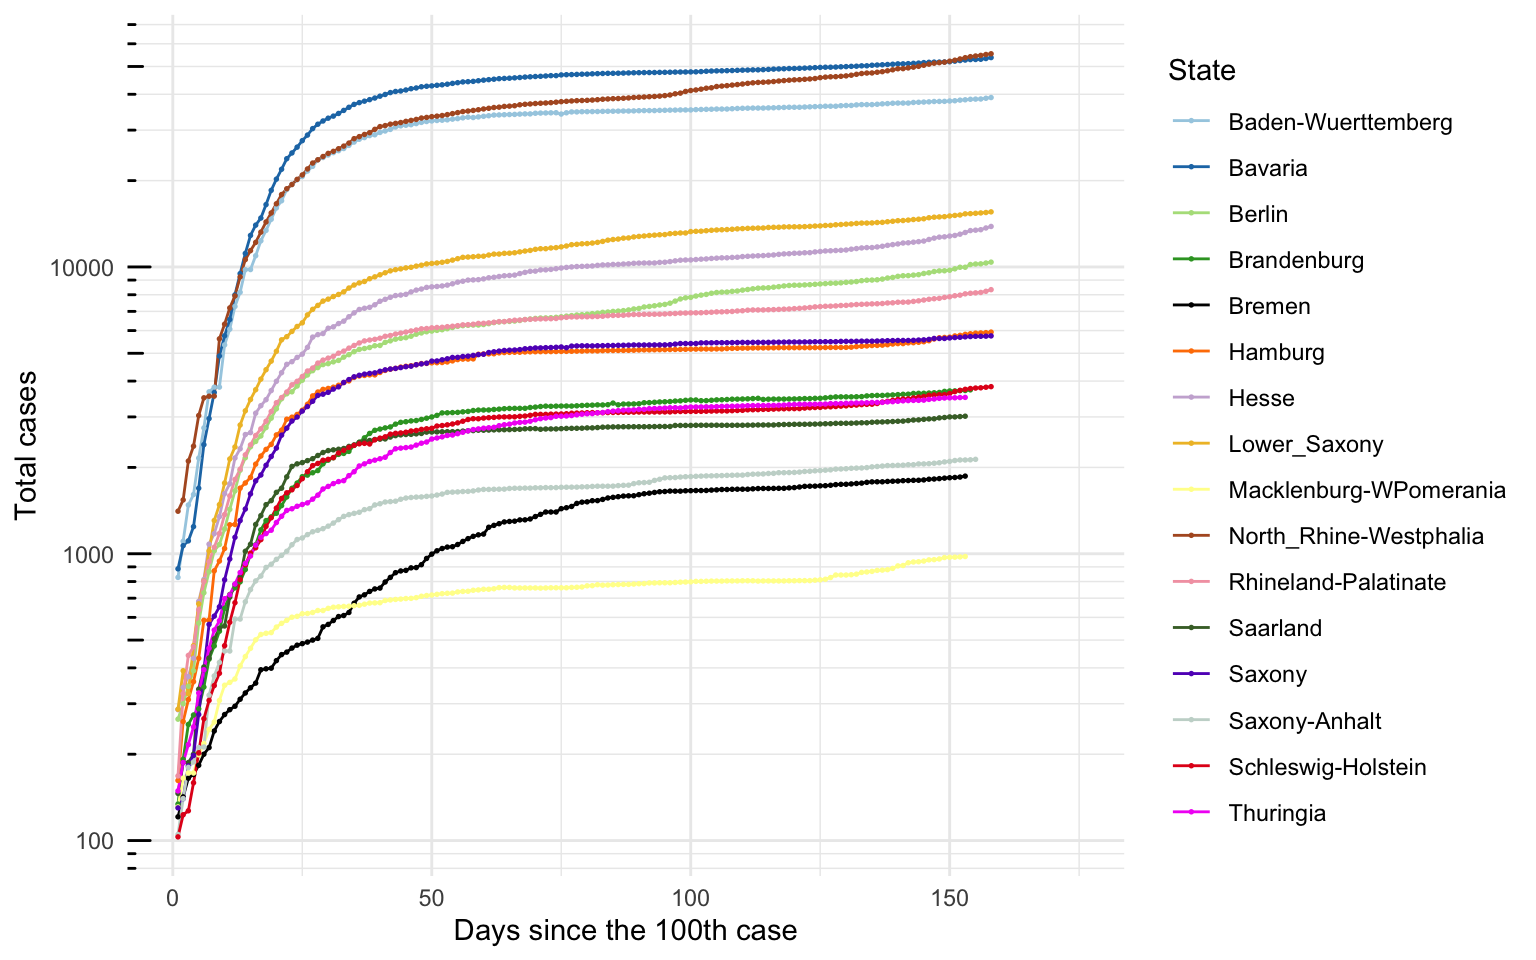 Total cases
10000
1000
100
0
50
100
150
Days since the 100th case
State
Baden-Wuerttemberg
Bavaria
Berlin
Brandenburg
Bremen
Hamburg
Hesse
Lower_Saxony
Macklenburg-WPomerania
North_Rhine-Westphalia
Rhineland-Palatinate
Saarland
Saxony
Saxony-Anhalt
Schleswig-Holstein
Thuringia